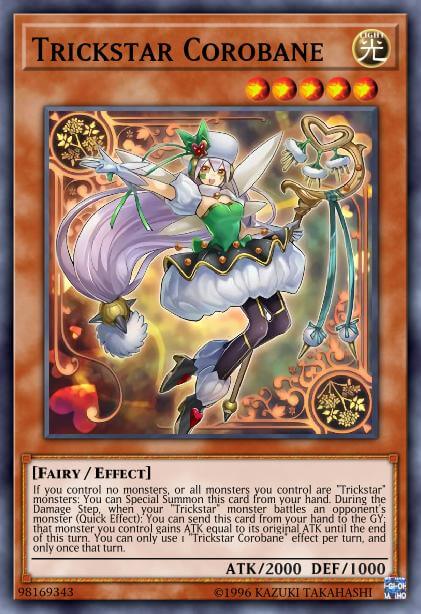 TRICKSTAR COROBANE
LIGHT
光
[FAIRY / EFFECT]
If you control no monsters, or all monsters you control are "Trickstar"
monsters: You can Special Summon this card from your hand. During the
Damage Step, when your "Trickstar" monster battles an opponent's
monster (Quick Effect): You can send this card from your hand to the GY;
that monster you control gains ATK equal to its original ATK until the end
of this turn. You can only use 1 "Trickstar Corobane" effect per turn, and
only once that turn.
ATK/2000 DEF/1000
98169343
©1996 KAZUKI TAKAHASHI